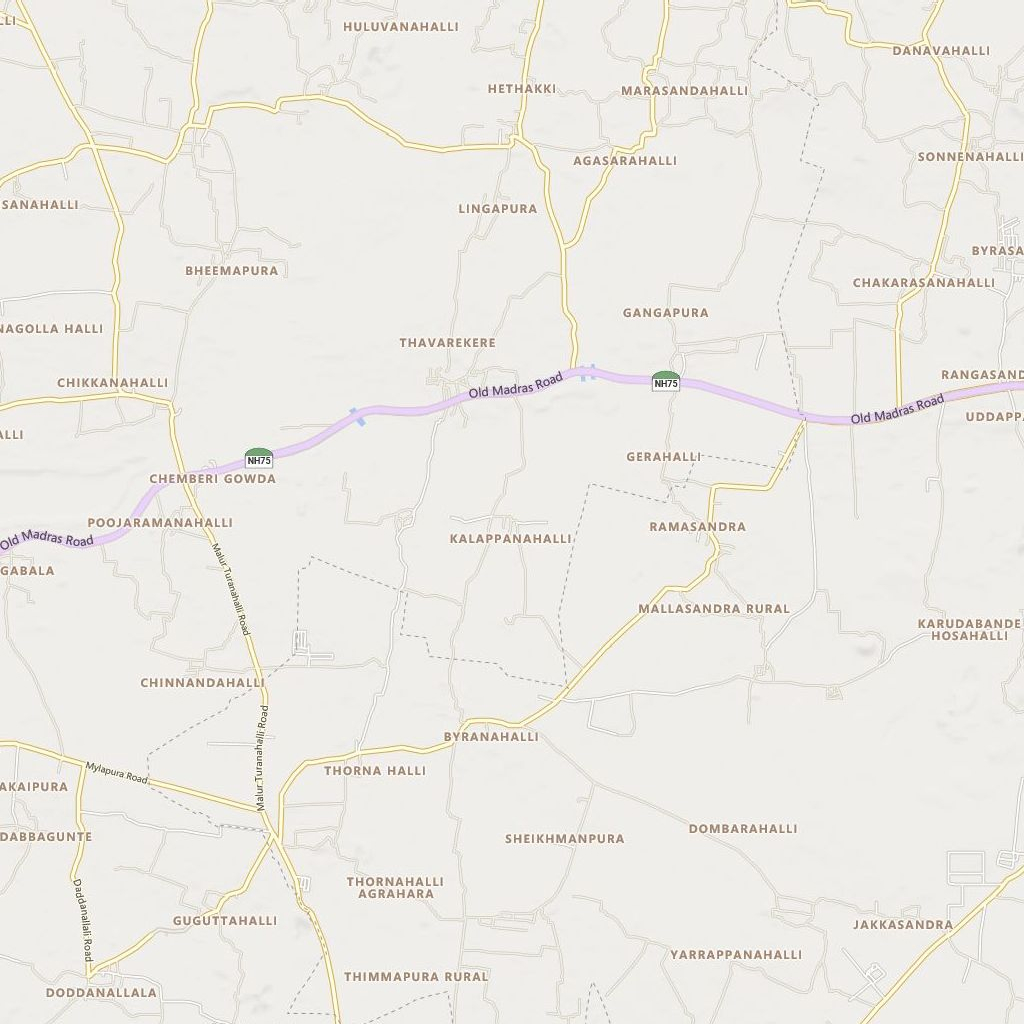 HULUVANAHALLI
DANAVAHALLI
HETHAKKI
MARASANDAHALLI
AGASARAHALLI
SONNENAHALLI
SANAHALLI
LINGAPURA
BYRASA
BHEEMAPURA
CHAKARASANAHALLI
GANGAPURA
NAGOLLA HALLI
THAVAREKERE
CHIKKANAHALLI
Old Madras Road
NH75
RANGASAND
Old Madras Road
UDDAPPA
ALLI
NH75
GERAHALLI
CHEMBERI GOWDA
POOJARAMANAHALLI
RAMASANDRA
Old Madras Road
KALAPPANAHALLI
GABALA
Malur Turanahalli Road
MALLASANDRA RURAL
KARUDABANDE
HOSAHALLI
CHINNANDAHALLI
BYRANAHALLI
Malur Turanahalli Road
THORNA HALLI
Mylapura Road
AKAIPURA
DOMBARAHALLI
DABBAGUNTE
SHEIKHMANPURA
THORNAHALLI
AGRAHARA
Daddanallali Road
GUGUTTAHALLI
JAKKASANDRA
YARRAPPANAHALLI
THIMMAPURA RURAL
DODDANALLALA